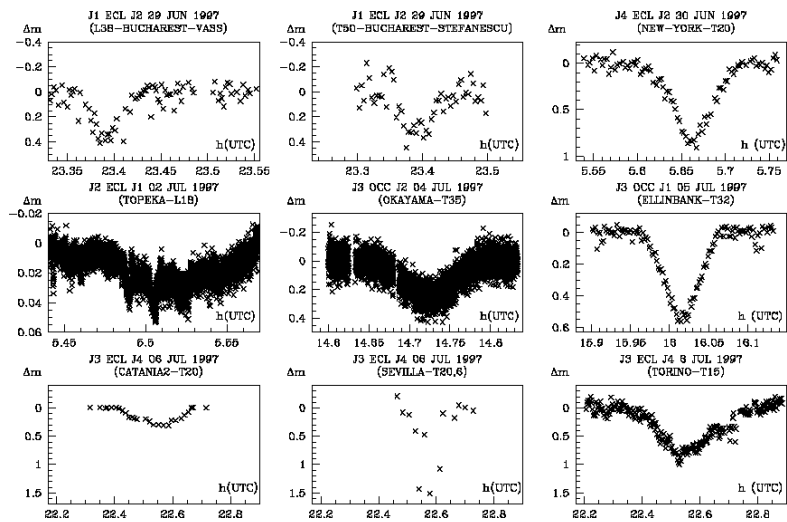 J1 ECL J2 29 JUN 1997
(L38-BUCHAREST-VASS)
Δm
-0.4
-0.2
0
0.2
0.4
h(UTC)
23.35 23.4 23.45 23.5 23.55
J1 ECL J2 29 JUN 1997
(T50-BUCHAREST-STEFANESCU)
Δm
-0.4
-0.2
0
0.2
0.4
h(UTC)
23.3 23.4 23.5
J4 ECL J2 30 JUN 1997
(NEW-YORK-T20)
Δm
0
0.5
1
h (UTC)
5.55 5.6 5.65 5.7 5.75
J2 ECL J1 02 JUL 1997
(TOPEKA-L18)
Δm
-0.02
0
0.02
0.04
0.06
h(UTC)
6.45 6.5 6.55
J3 OCC J2 04 JUL 1997
(OKAYAMA-T35)
Δm
-0.2
0
0.2
0.4
h(UTC)
14.6 14.65 14.7 14.75 14.8
J3 OCC J1 05 JUL 1997
(ELLINBANK-T32)
Δm
0
0.2
0.4
0.6
h (UTC)
15.9 15.95 16 16.05 16.1
J3 ECL J4 06 JUL 1997
(CATANIA2-T20)
Δm
0
0.5
1
1.5
h(UTC)
22.2 22.4 22.6 22.8
J3 ECL J4 06 JUL 1997
(SEVILLA-T20,6)
Δm
0
0.5
1
1.5
h(UTC)
22.2 22.4 22.6 22.8
J3 ECL J4 6 JUL 1997
(TORINO-T15)
Δm
0
0.5
1
1.5
h(UTC)
22.2 22.4 22.6 22.8